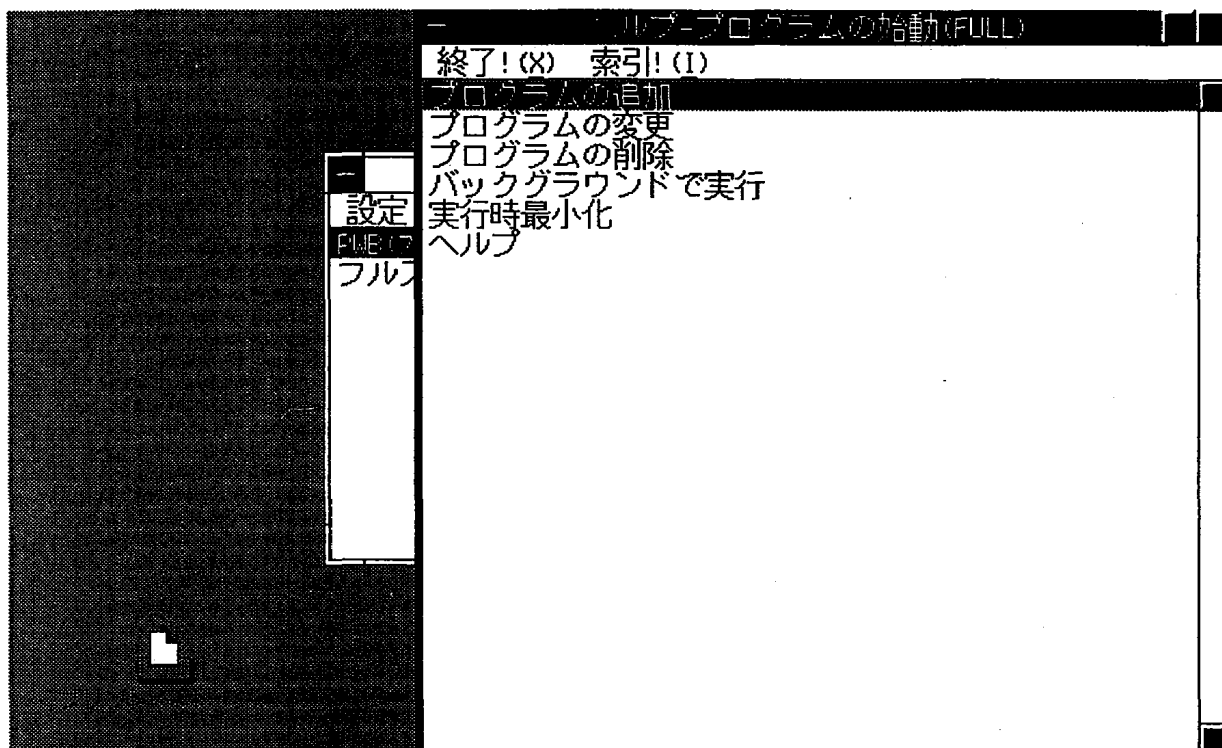 ルプ-プログラムの始動(FULL)
終了!(X) 索引!(I)
プログラムの追加
プログラムの変更
プログラムの削除
バックグラウンドで実行
実行時最小化
ヘルプ
設定
PWB(フ
フルス